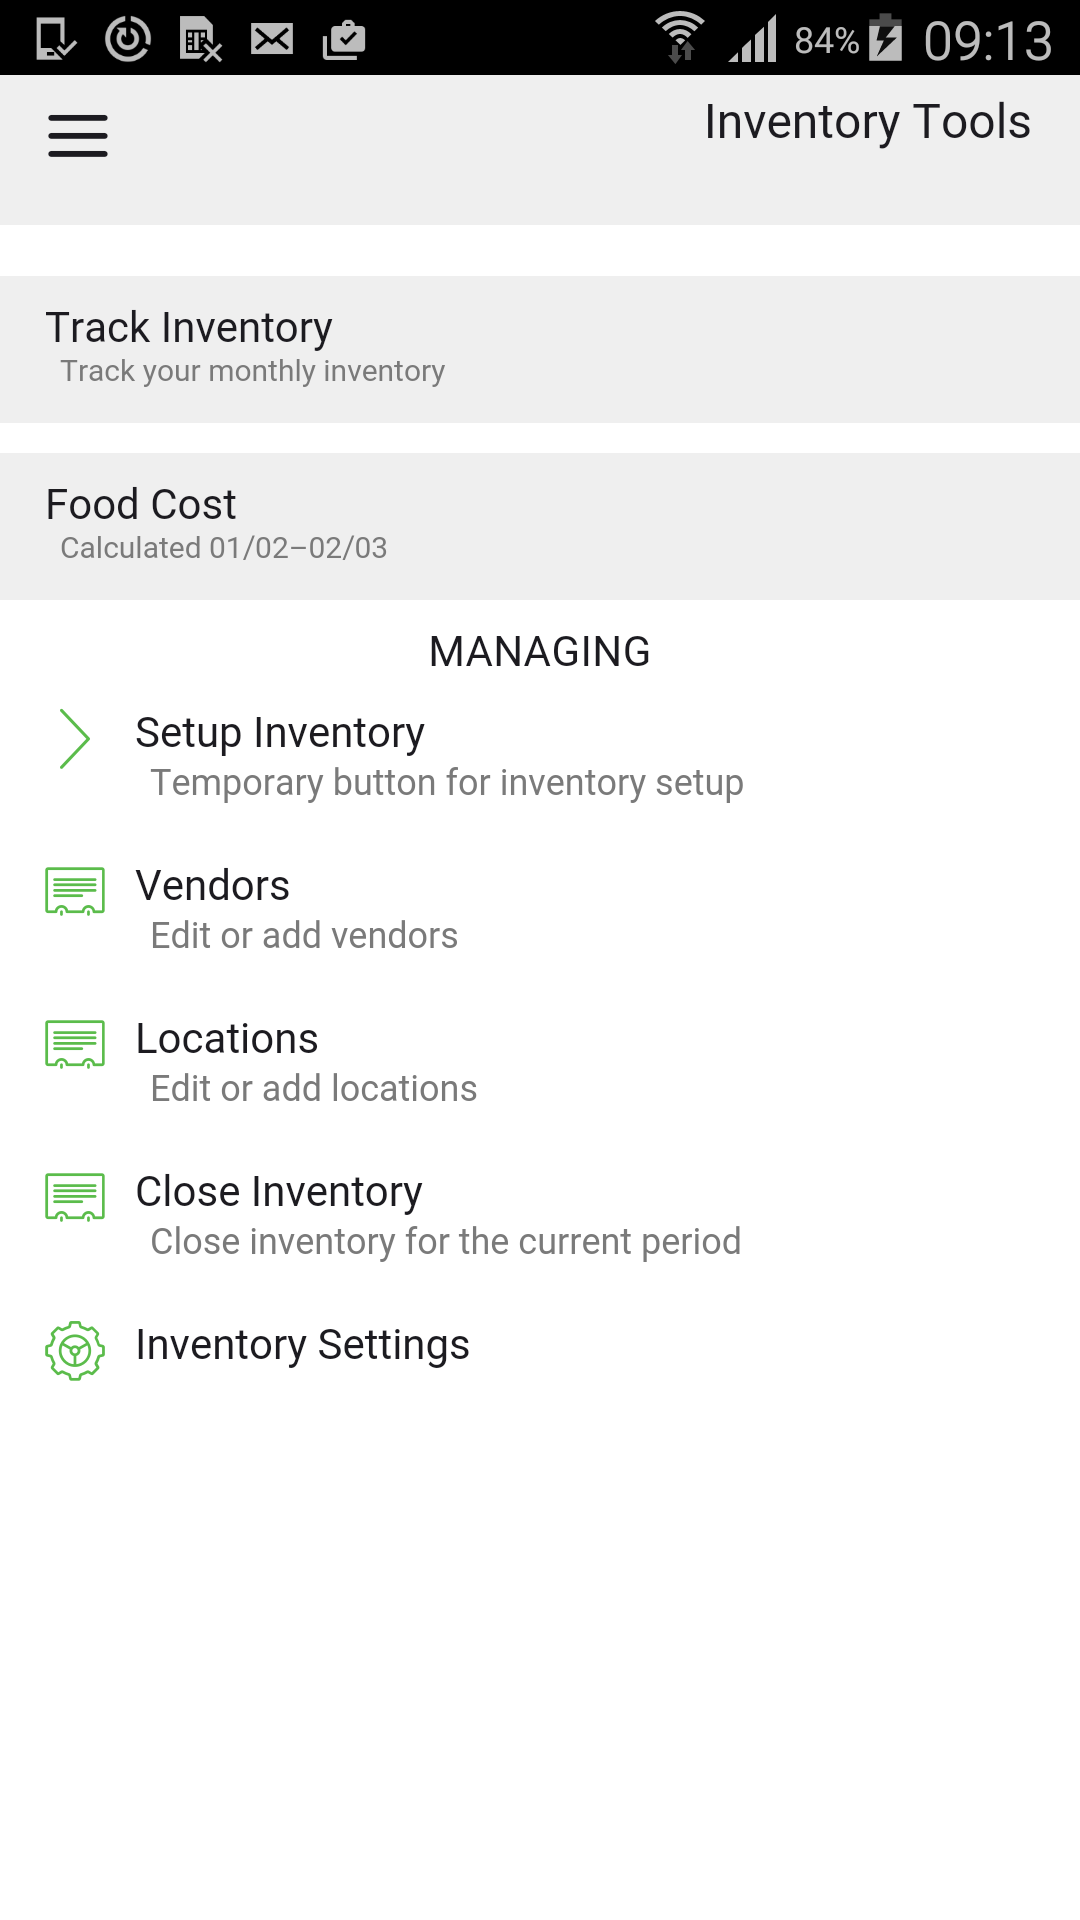 84% 09:13
Inventory Tools
Track Inventory
Track your monthly inventory
Food Cost
Calculated 01/02–02/03
MANAGING
Setup Inventory
Temporary button for inventory setup
Vendors
Edit or add vendors
Locations
Edit or add locations
Close Inventory
Close inventory for the current period
Inventory Settings